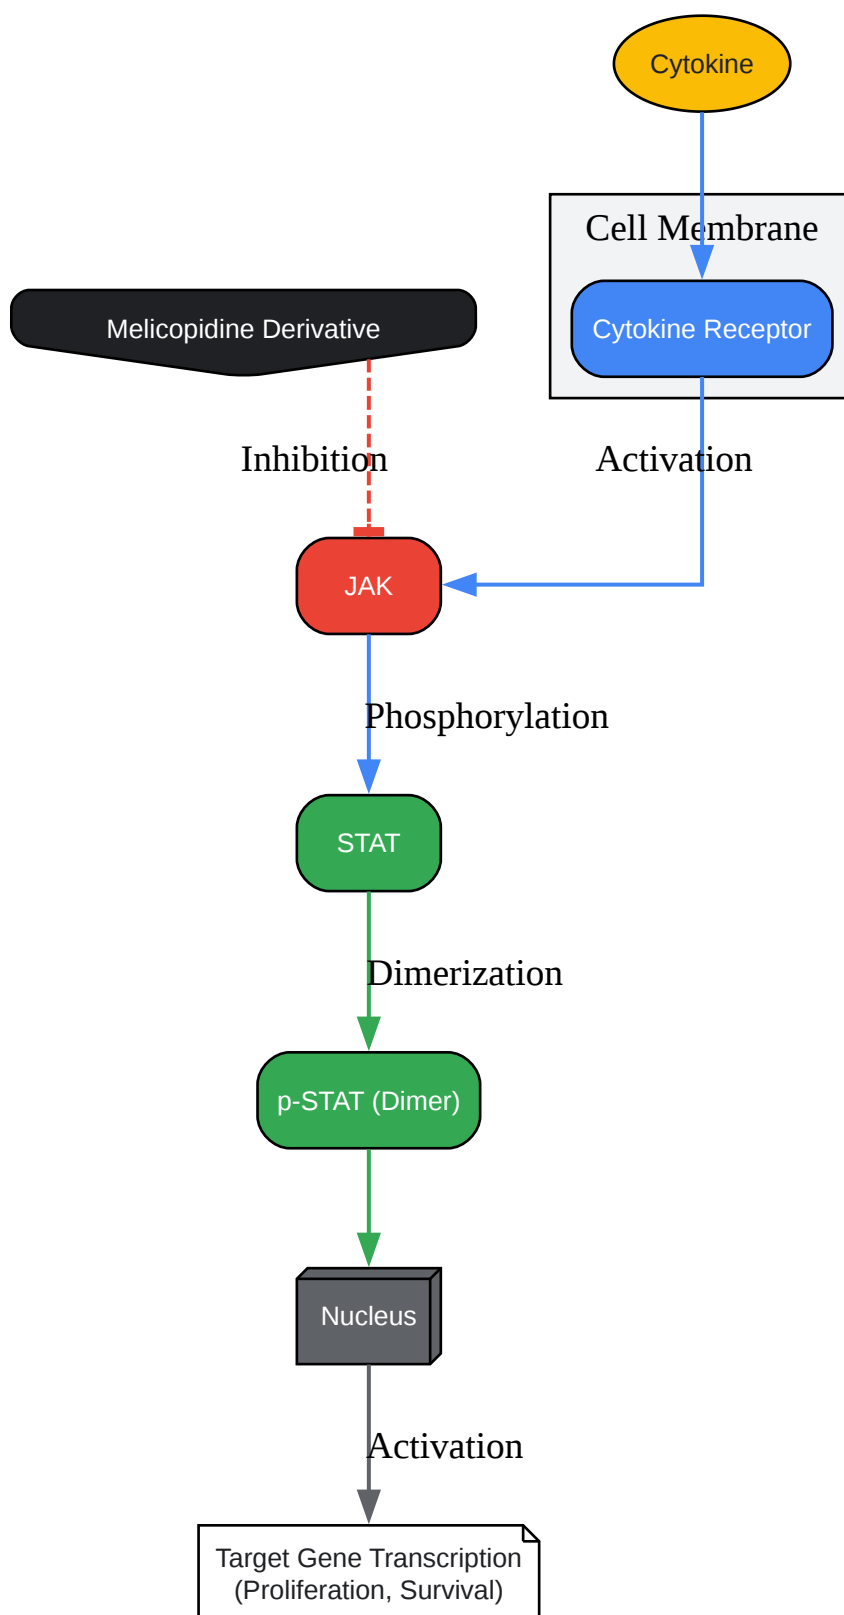 Cytokine
Cell Membrane
Melicopidine Derivative
Cytokine Receptor
Inhibition
Activation
JAK
Phosphorylation
STAT
Dimerization
p-STAT (Dimer)
Nucleus
Activation
Target Gene Transcription
(Proliferation, Survival)